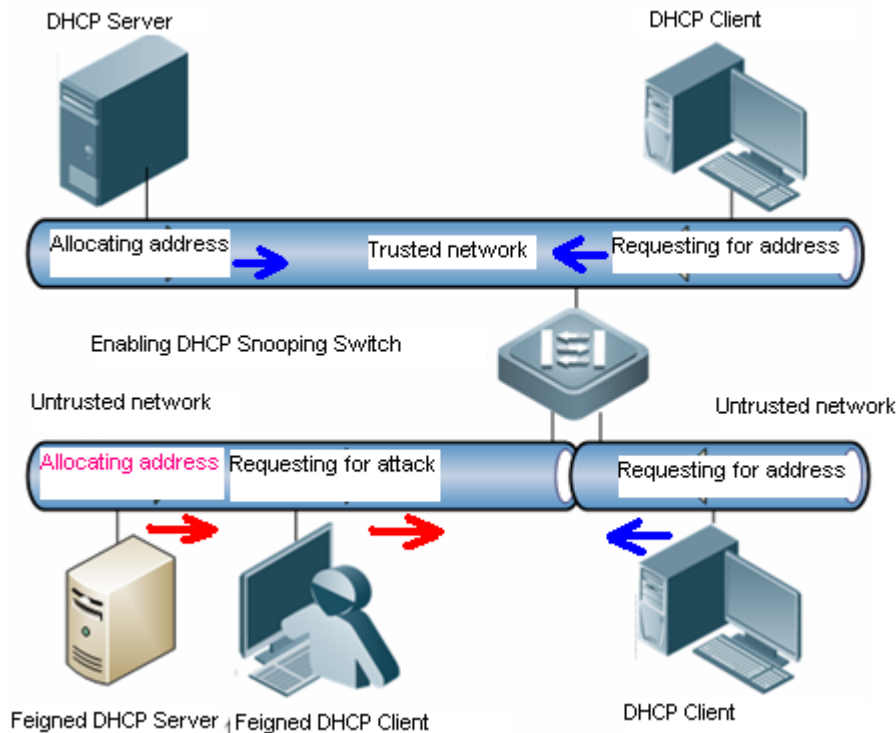 DHCP Server
DHCP Client
Allocating address
Trusted network
Requesting for address
Enabling DHCP Snooping Switch
Untrusted network
Untrusted network
Allocating address
Requesting for attack
Requesting for address
Feigned DHCP Server
Feigned DHCP Client
DHCP Client